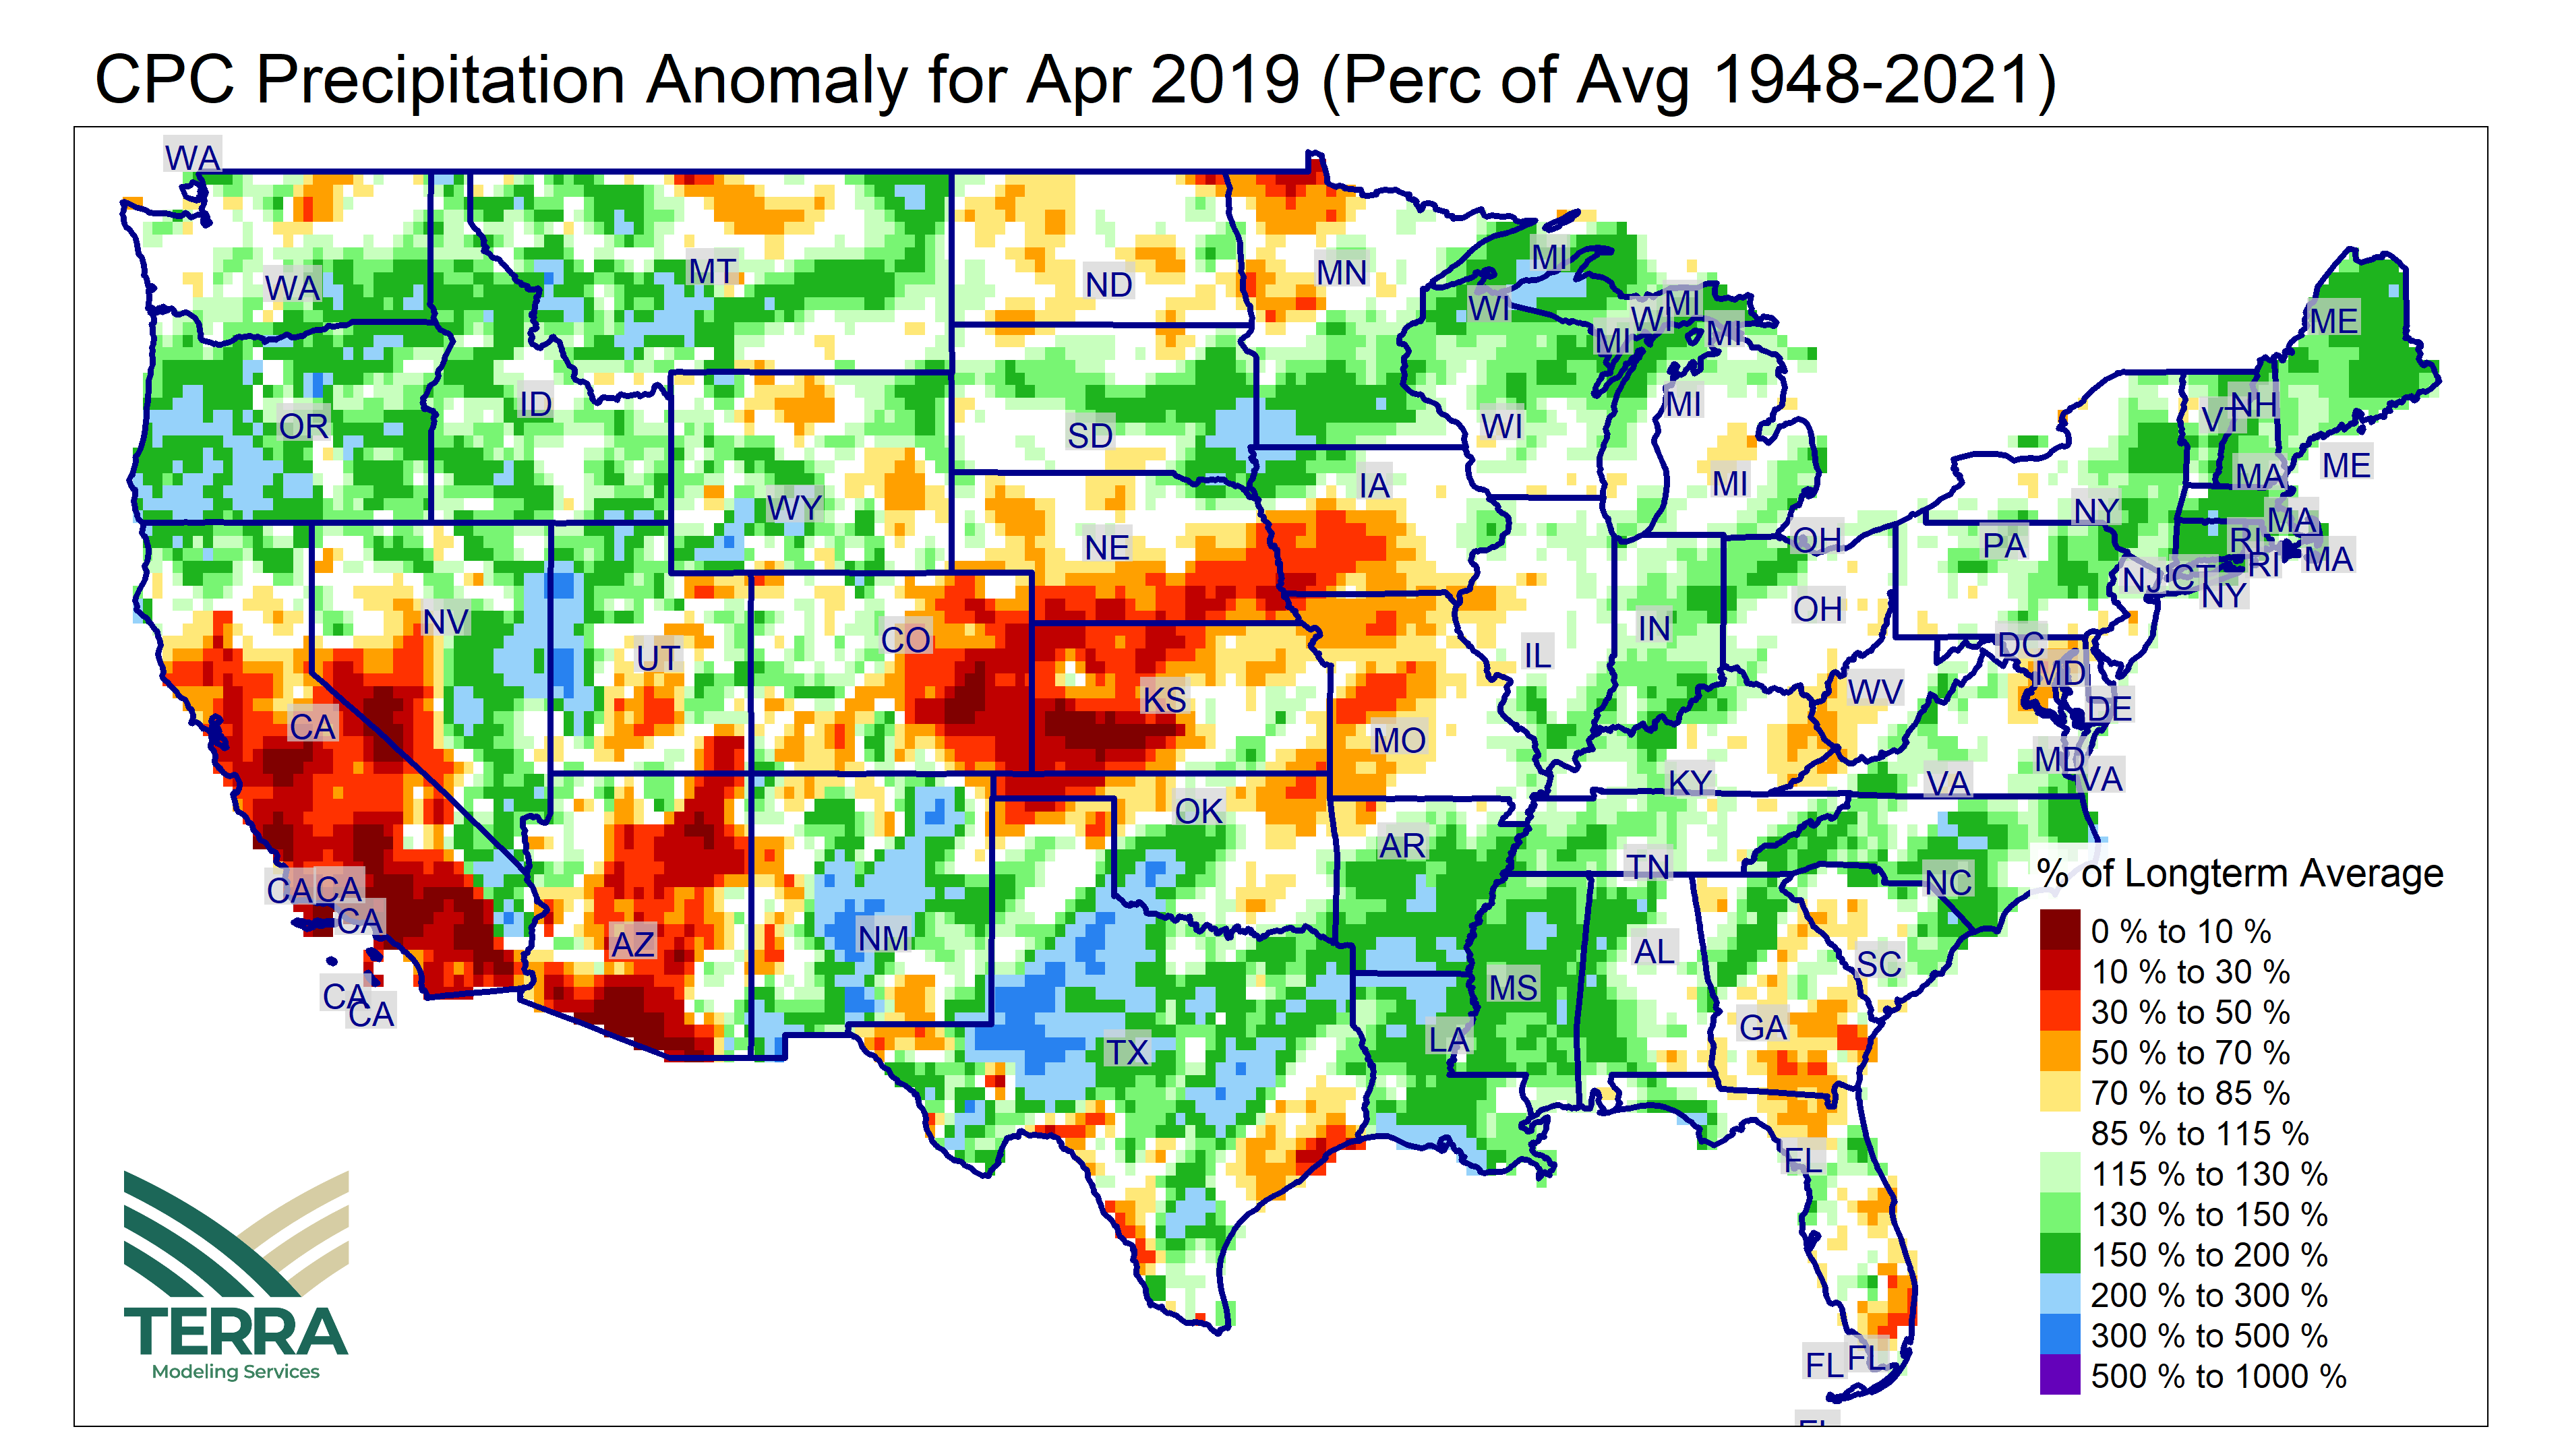 CPC Precipitation Anomaly for Apr 2019 (Perc of Avg 1948-2021)
WA
MI
MT
MN
ND
WA
MI
WI
WI
ME
MI
MI
ID
MI
NH
VT
OR
WI
SD
ME
MA
IA
MI
WY
NY
MA
OH
RI
NE
PA
MA
RI
NJ
CT
NY
OH
NV
IN
CO
DC
UT
IL
MD
WV
KS
DE
CA
MO
MD
VA
KY
VA
OK
AR
TN
NC
CA
CA
CA
AZ
NM
AL
SC
MS
CA
CA
GA
LA
TX
FL
FL
FL
FL
% of Longterm Average
0 % to 10 %
10 % to 30 %
30 % to 50 %
50 % to 70 %
70 % to 85 %
85 % to 115 %
115 % to 130 %
130 % to 150 %
150 % to 200 %
200 % to 300 %
300 % to 500 %
500 % to 1000 %
TERRA
Modeling Services